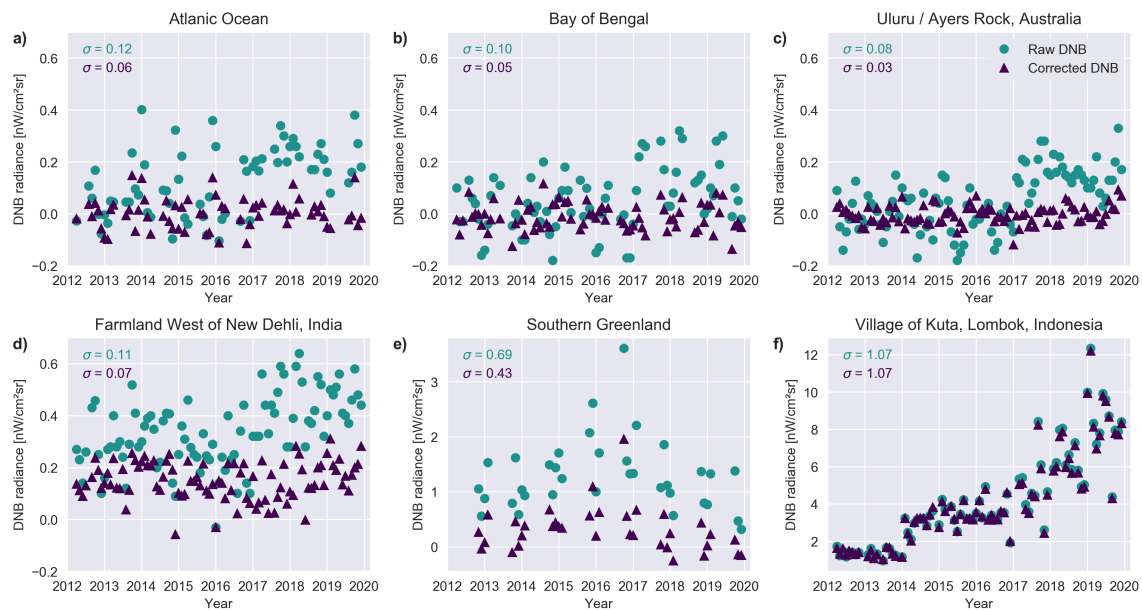 Atlanic Ocean
a)
σ = 0.12
σ = 0.06
DNB radiance [nW/cm²sr]
0.6
0.4
0.2
0.0
−0.2
2012 2013 2014 2015 2016 2017 2018 2019 2020
Year
Bay of Bengal
b)
σ = 0.10
σ = 0.05
DNB radiance [nW/cm²sr]
0.6
0.4
0.2
0.0
−0.2
2012 2013 2014 2015 2016 2017 2018 2019 2020
Year
Uluru / Ayers Rock, Australia
c)
σ = 0.08
σ = 0.03
Raw DNB
Corrected DNB
DNB radiance [nW/cm²sr]
0.6
0.4
0.2
0.0
−0.2
2012 2013 2014 2015 2016 2017 2018 2019 2020
Year
Farmland West of New Dehli, India
d)
σ = 0.11
σ = 0.07
DNB radiance [nW/cm²sr]
0.6
0.4
0.2
0.0
−0.2
2012 2013 2014 2015 2016 2017 2018 2019 2020
Year
Southern Greenland
e)
σ = 0.69
σ = 0.43
DNB radiance [nW/cm²sr]
3
2
1
0
2012 2013 2014 2015 2016 2017 2018 2019 2020
Year
Village of Kuta, Lombok, Indonesia
f)
σ = 1.07
σ = 1.07
DNB radiance [nW/cm²sr]
12
10
8
6
4
2
2012 2013 2014 2015 2016 2017 2018 2019 2020
Year